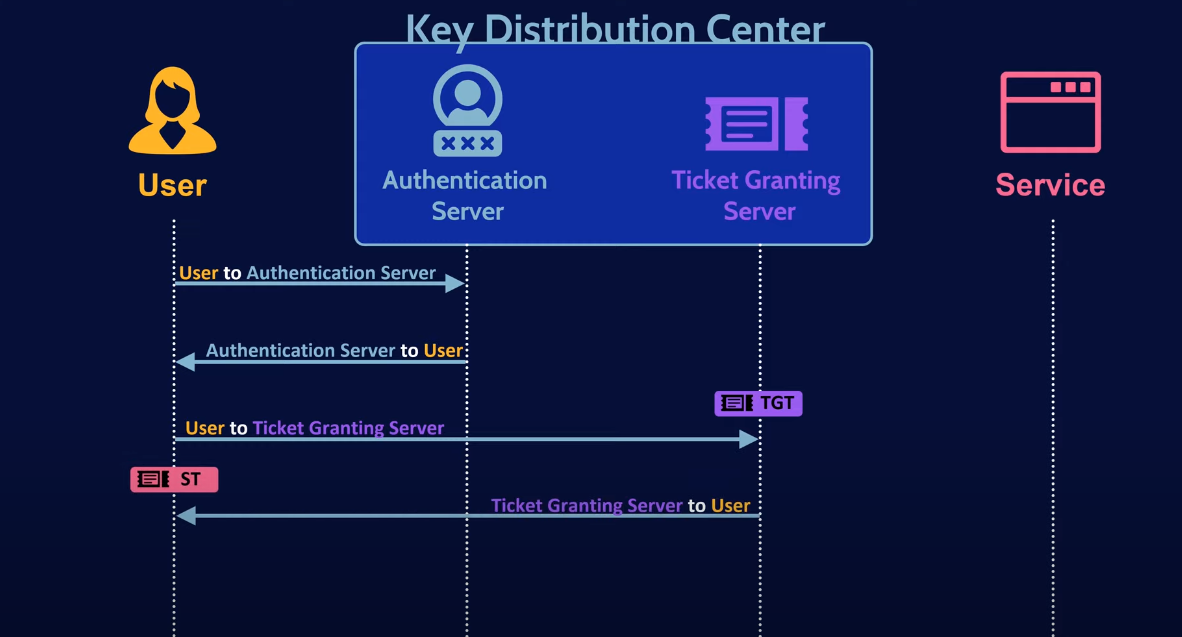 Key Distribution Center
User
Authentication
Server
Ticket Granting
Server
Service
User to Authentication Server
Authentication Server to User
TGT
User to Ticket Granting Server
ST
Ticket Granting Server to User